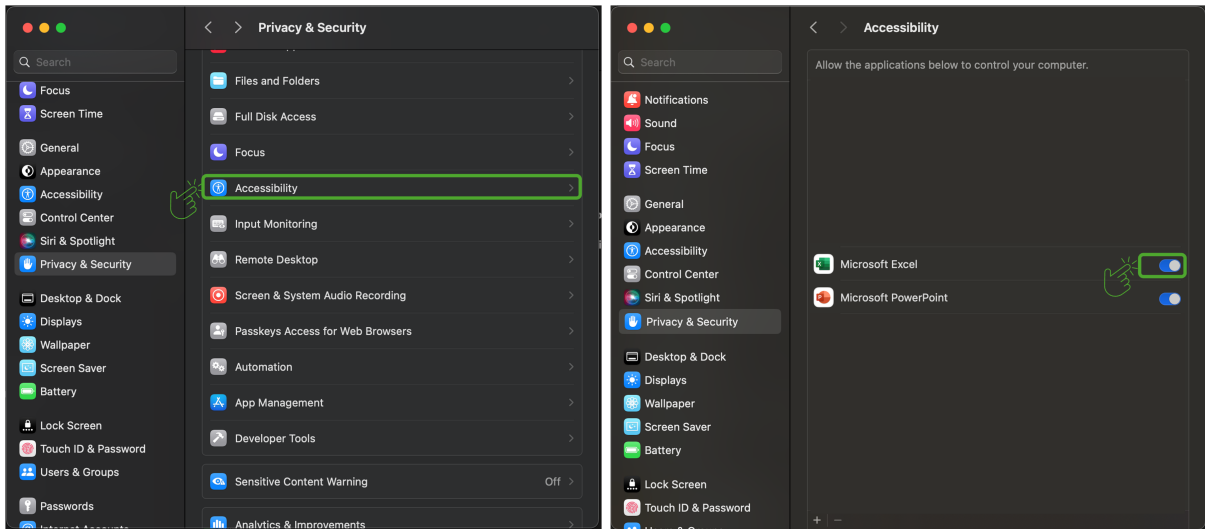 Privacy & Security
Search
Focus
Screen Time
General
Appearance
Accessibility
Control Center
Siri & Spotlight
Privacy & Security
Desktop & Dock
Displays
Wallpaper
Screen Saver
Battery
Lock Screen
Touch ID & Password
Users & Groups
Passwords
Internet Accounts
Files and Folders
Full Disk Access
Focus
Accessibility
Input Monitoring
Remote Desktop
Screen & System Audio Recording
Passkeys Access for Web Browsers
Automation
App Management
Developer Tools
Sensitive Content Warning Off
Analytics & Improvements
Accessibility
Search
Notifications
Sound
Focus
Screen Time
General
Appearance
Accessibility
Control Center
Siri & Spotlight
Privacy & Security
Desktop & Dock
Displays
Wallpaper
Screen Saver
Battery
Lock Screen
Touch ID & Password
Allow the applications below to control your computer.
Microsoft Excel
Microsoft PowerPoint